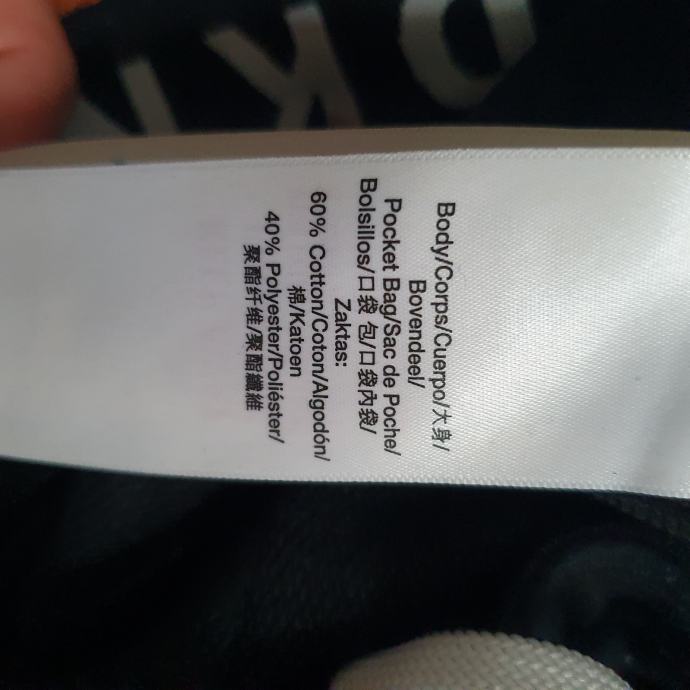 DK
Body/Corps/Cuerpo/大身/
Bovendeel/
Pocket Bag/Sac de Poche/
Bolsillos/口袋 包/口袋內袋/
Zaktas:
60% Cotton/Coton/Algodón/
棉/Katoen
40% Polyester/Poliéster/
聚酯纤维/聚酯纖維